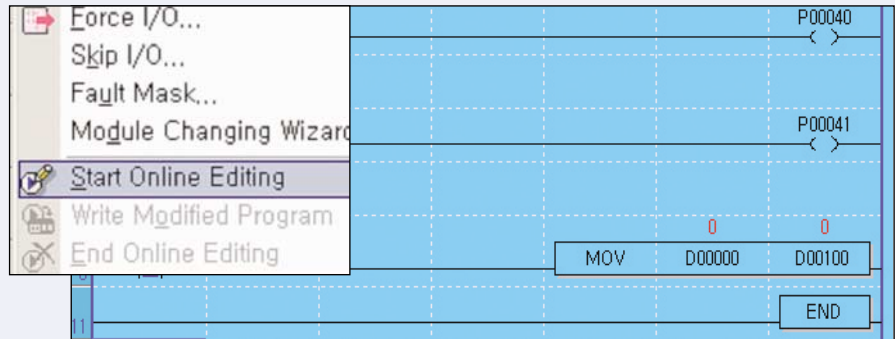 Force I/O...
Skip I/O...
Fault Mask...
Module Changing Wizard
Start Online Editing
Write Modified Program
End Online Editing
P00040
P00041
0 0
MOV D00000 D00100
END
11